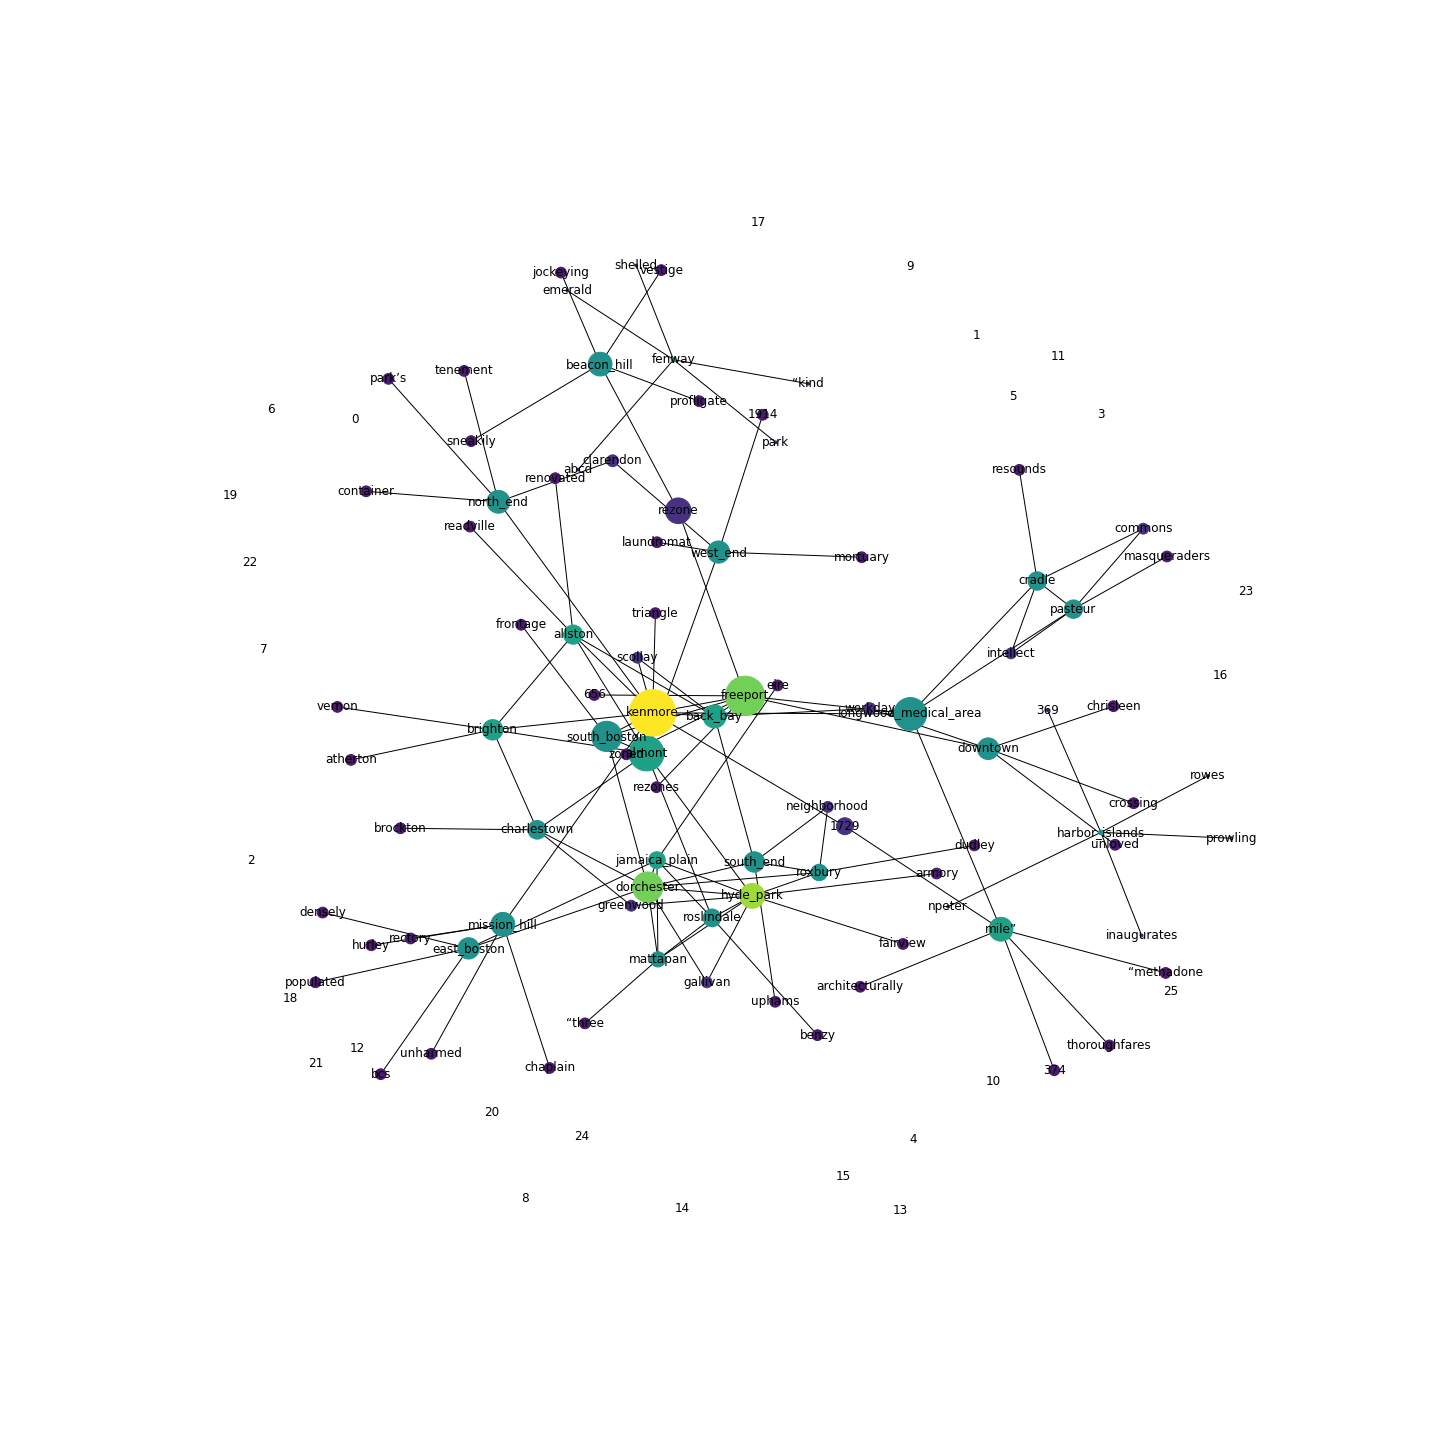 17
shelled
9
vestige
jockeying
emerald
1
11
fenway
beacon_hill
tenement
park’s
“kind
5
profligate
6
1914
3
0
sneakily
park
clarendon
abcd
resounds
renovated
container
19
north_end
rezone
readville
commons
laundromat
west_end
mortuary
masqueraders
22
cradle
23
pasteur
triangle
frontage
allston
7
intellect
scollay
16
eire
656
freeport
vernon
chrisleen
workday
369
kenmore
longwood_medical_area
back_bay
brighton
south_boston
downtown
zoned
atherton
rowes
rezones
crossing
neighborhood
1729
brockton
charlestown
harbor_islands
prowling
unloved
dudley
2
jamaica_plain
south_end
roxbury
armory
dorchester
hyde_park
greenwood
npeter
densely
roslindale
mission_hill
mile”
inaugurates
rectory
hurley
fairview
east_boston
mattapan
“methadone
populated
gallivan
architecturally
25
18
uphams
“three
benzy
thoroughfares
12
unharmed
21
chaplain
374
bcs
10
20
24
4
15
8
14
13